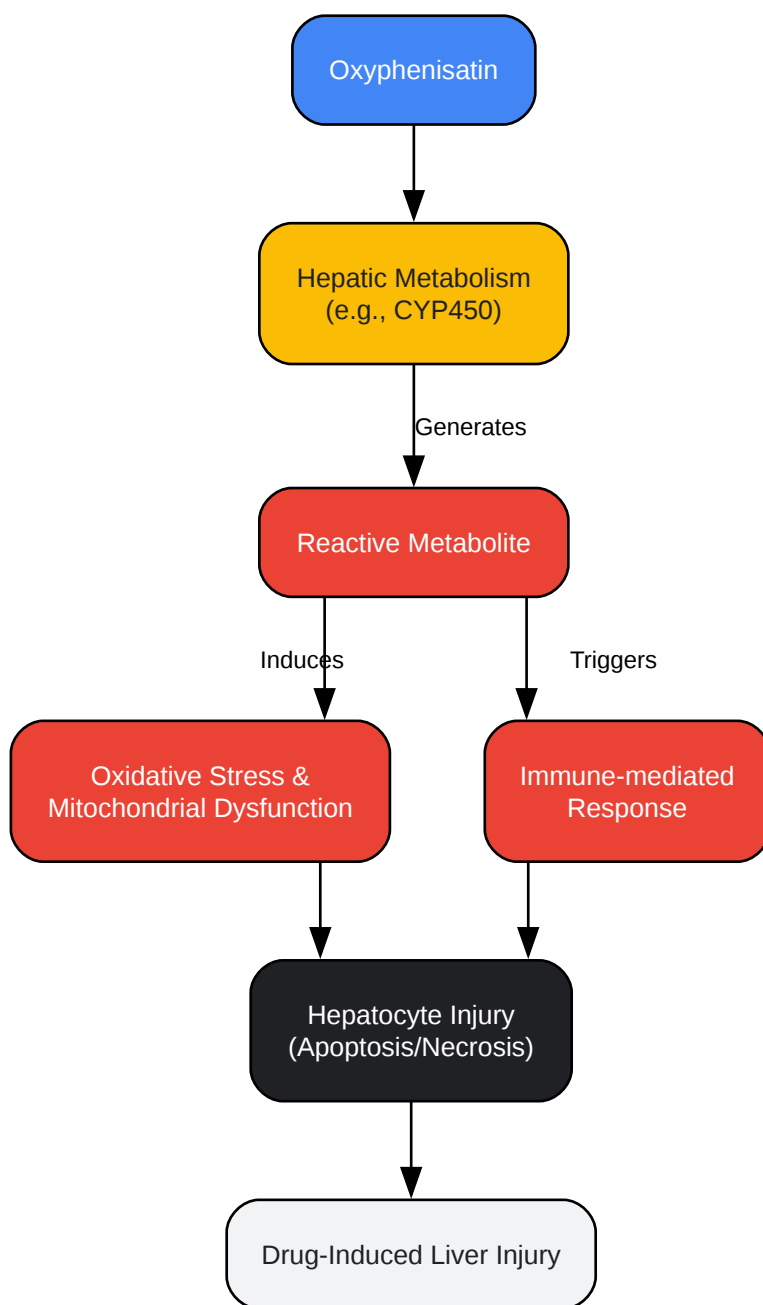 Oxyphenisatin
Hepatic Metabolism
(e.g., CYP450)
Generates
Reactive Metabolite
Induces
Triggers
Oxidative Stress &
Mitochondrial Dysfunction
Immune-mediated
Response
Hepatocyte Injury
(Apoptosis/Necrosis)
Drug-Induced Liver Injury